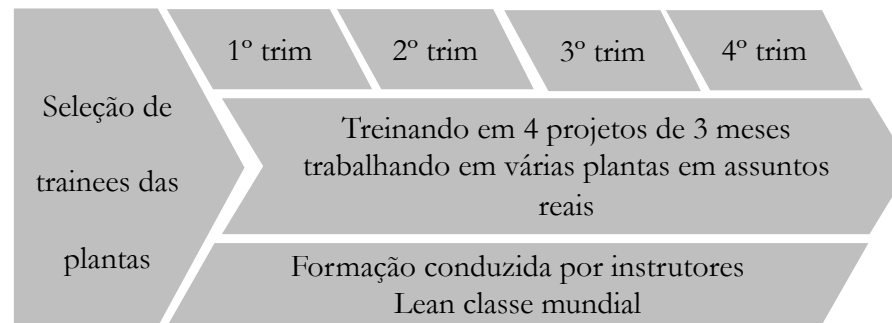 Seleção de
trainees das
plantas
1º trim
2º trim
3º trim
4º trim
Treinando em 4 projetos de 3 meses
trabalhando em várias plantas em assuntos
reais
Formação conduzida por instrutores
Lean classe mundial